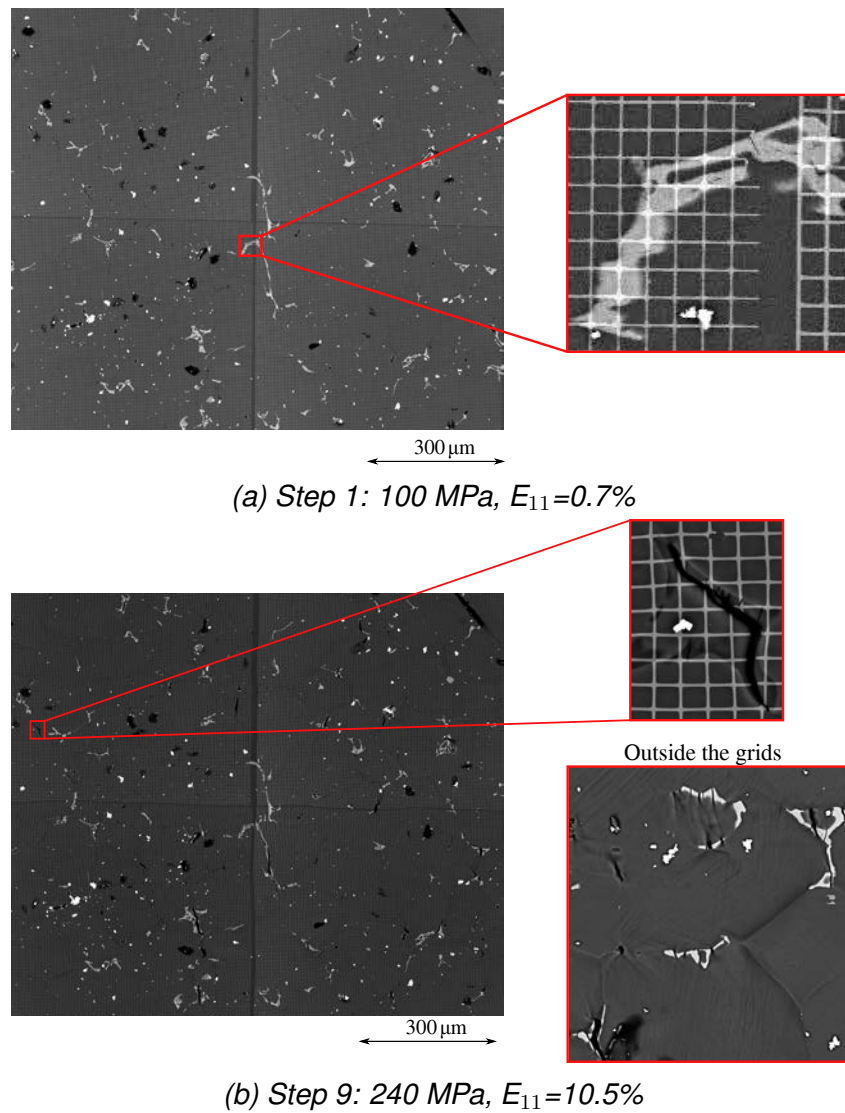 300 µm
(a) Step 1: 100 MPa, E₁₁=0.7%
Outside the grids
300 µm
(b) Step 9: 240 MPa, E₁₁=10.5%